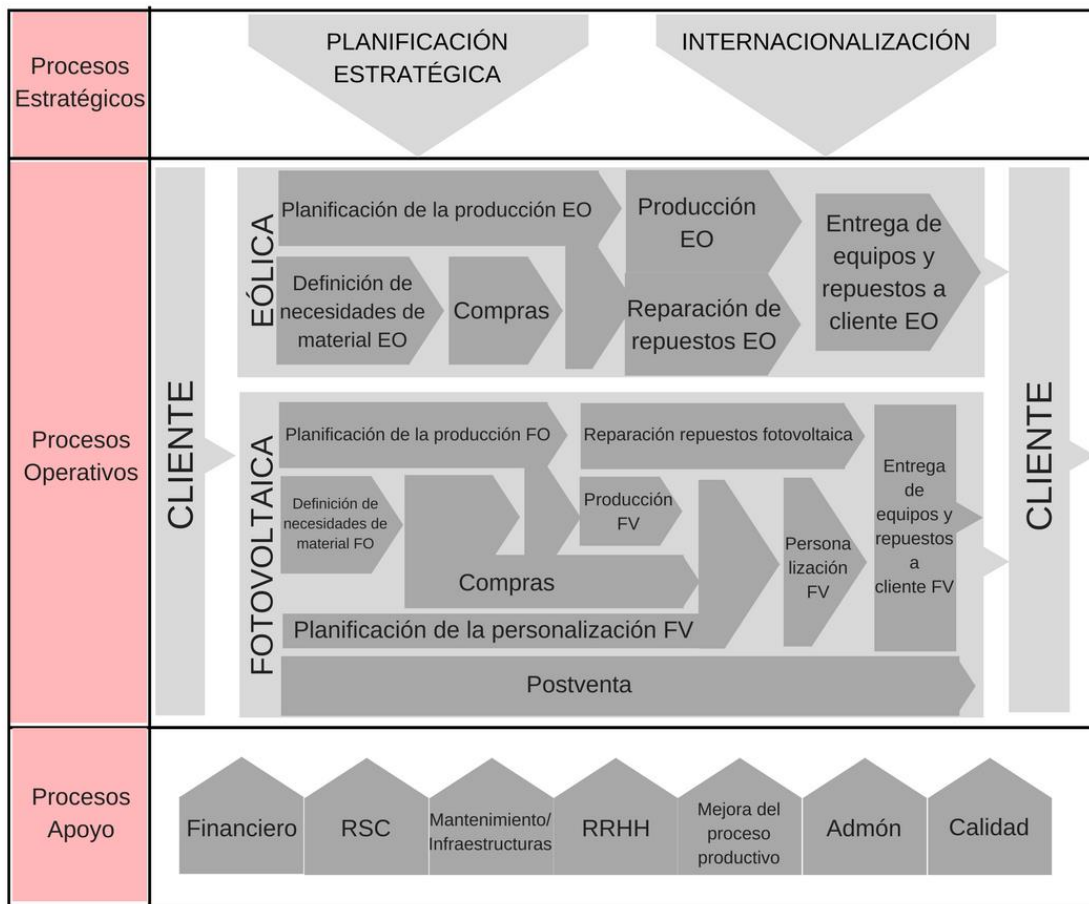 Procesos
Estratégicos
PLANIFICACIÓN
ESTRATÉGICA
INTERNACIONALIZACIÓN
Procesos
Operativos
CLIENTE
EÓLICA
Planificación de la producción EO
Definición de
necesidades de
material EO
Compras
Producción
EO
Reparación de
repuestos EO
Entrega de
equipos y
repuestos a
cliente EO
FOTOVOLTAICA
Planificación de la producción FO
Definición de
necesidades de
material FO
Compras
Reparación repuestos fotovoltaica
Producción
FV
Planificación de la personalización FV
Persona
lización
FV
Entrega
de
equipos y
repuestos
a
cliente FV
Postventa
CLIENTE
Procesos
Apoyo
Financiero
RSC
Mantenimiento/
Infraestructuras
RRHH
Mejora del
proceso
productivo
Admón
Calidad